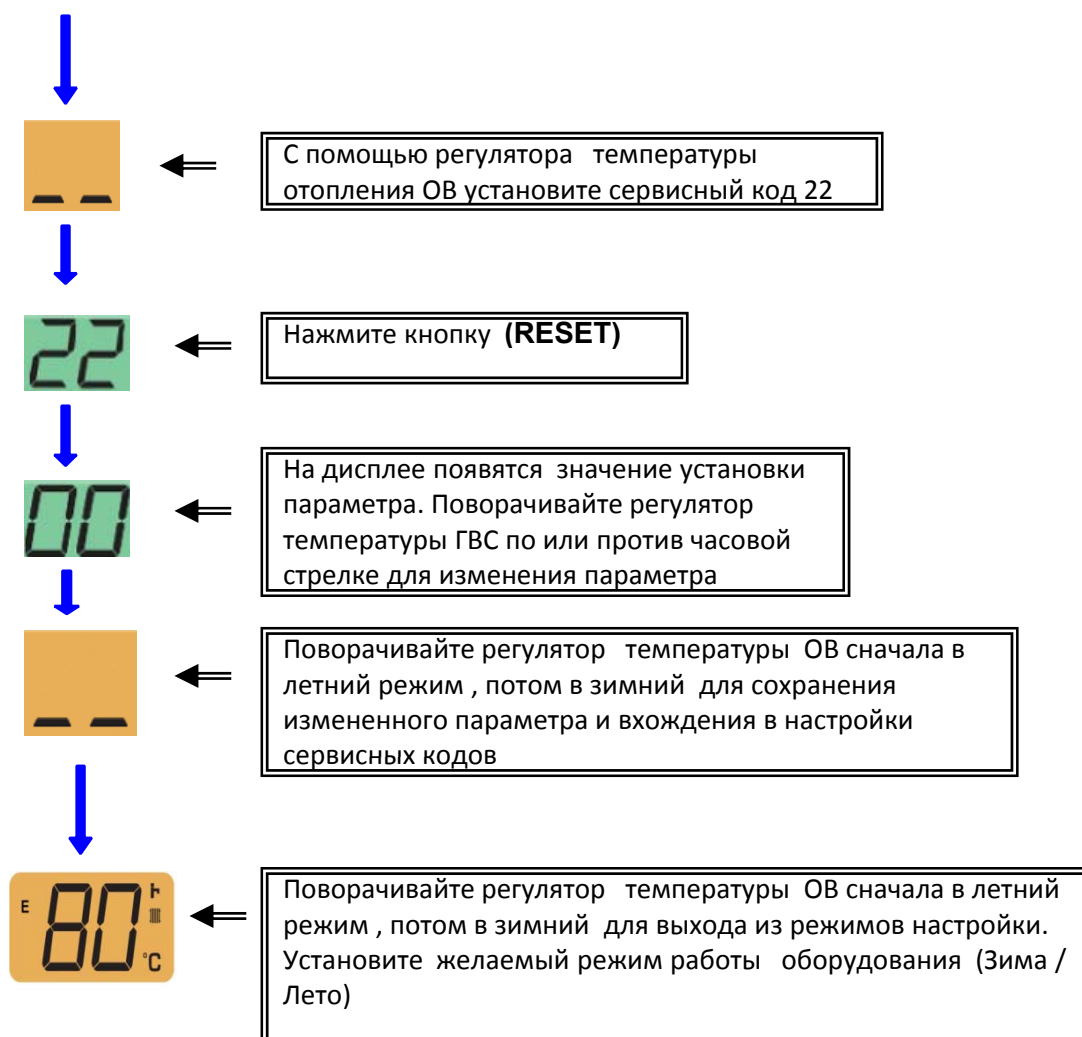 _ _
С помощью регулятора температуры
отопления ОВ установите сервисный код 22
22
Нажмите кнопку (RESET)
00
На дисплее появятся значение установки
параметра. Поворачивайте регулятор
температуры ГВС по или против часовой
стрелке для изменения параметра
_ _
Поворачивайте регулятор температуры ОВ сначала в
летний режим , потом в зимний для сохранения
измененного параметра и вхождения в настройки
сервисных кодов
E 80 °C
Поворачивайте регулятор температуры ОВ сначала в летний
режим , потом в зимний для выхода из режимов настройки.
Установите желаемый режим работы оборудования (Зима /
Лето)